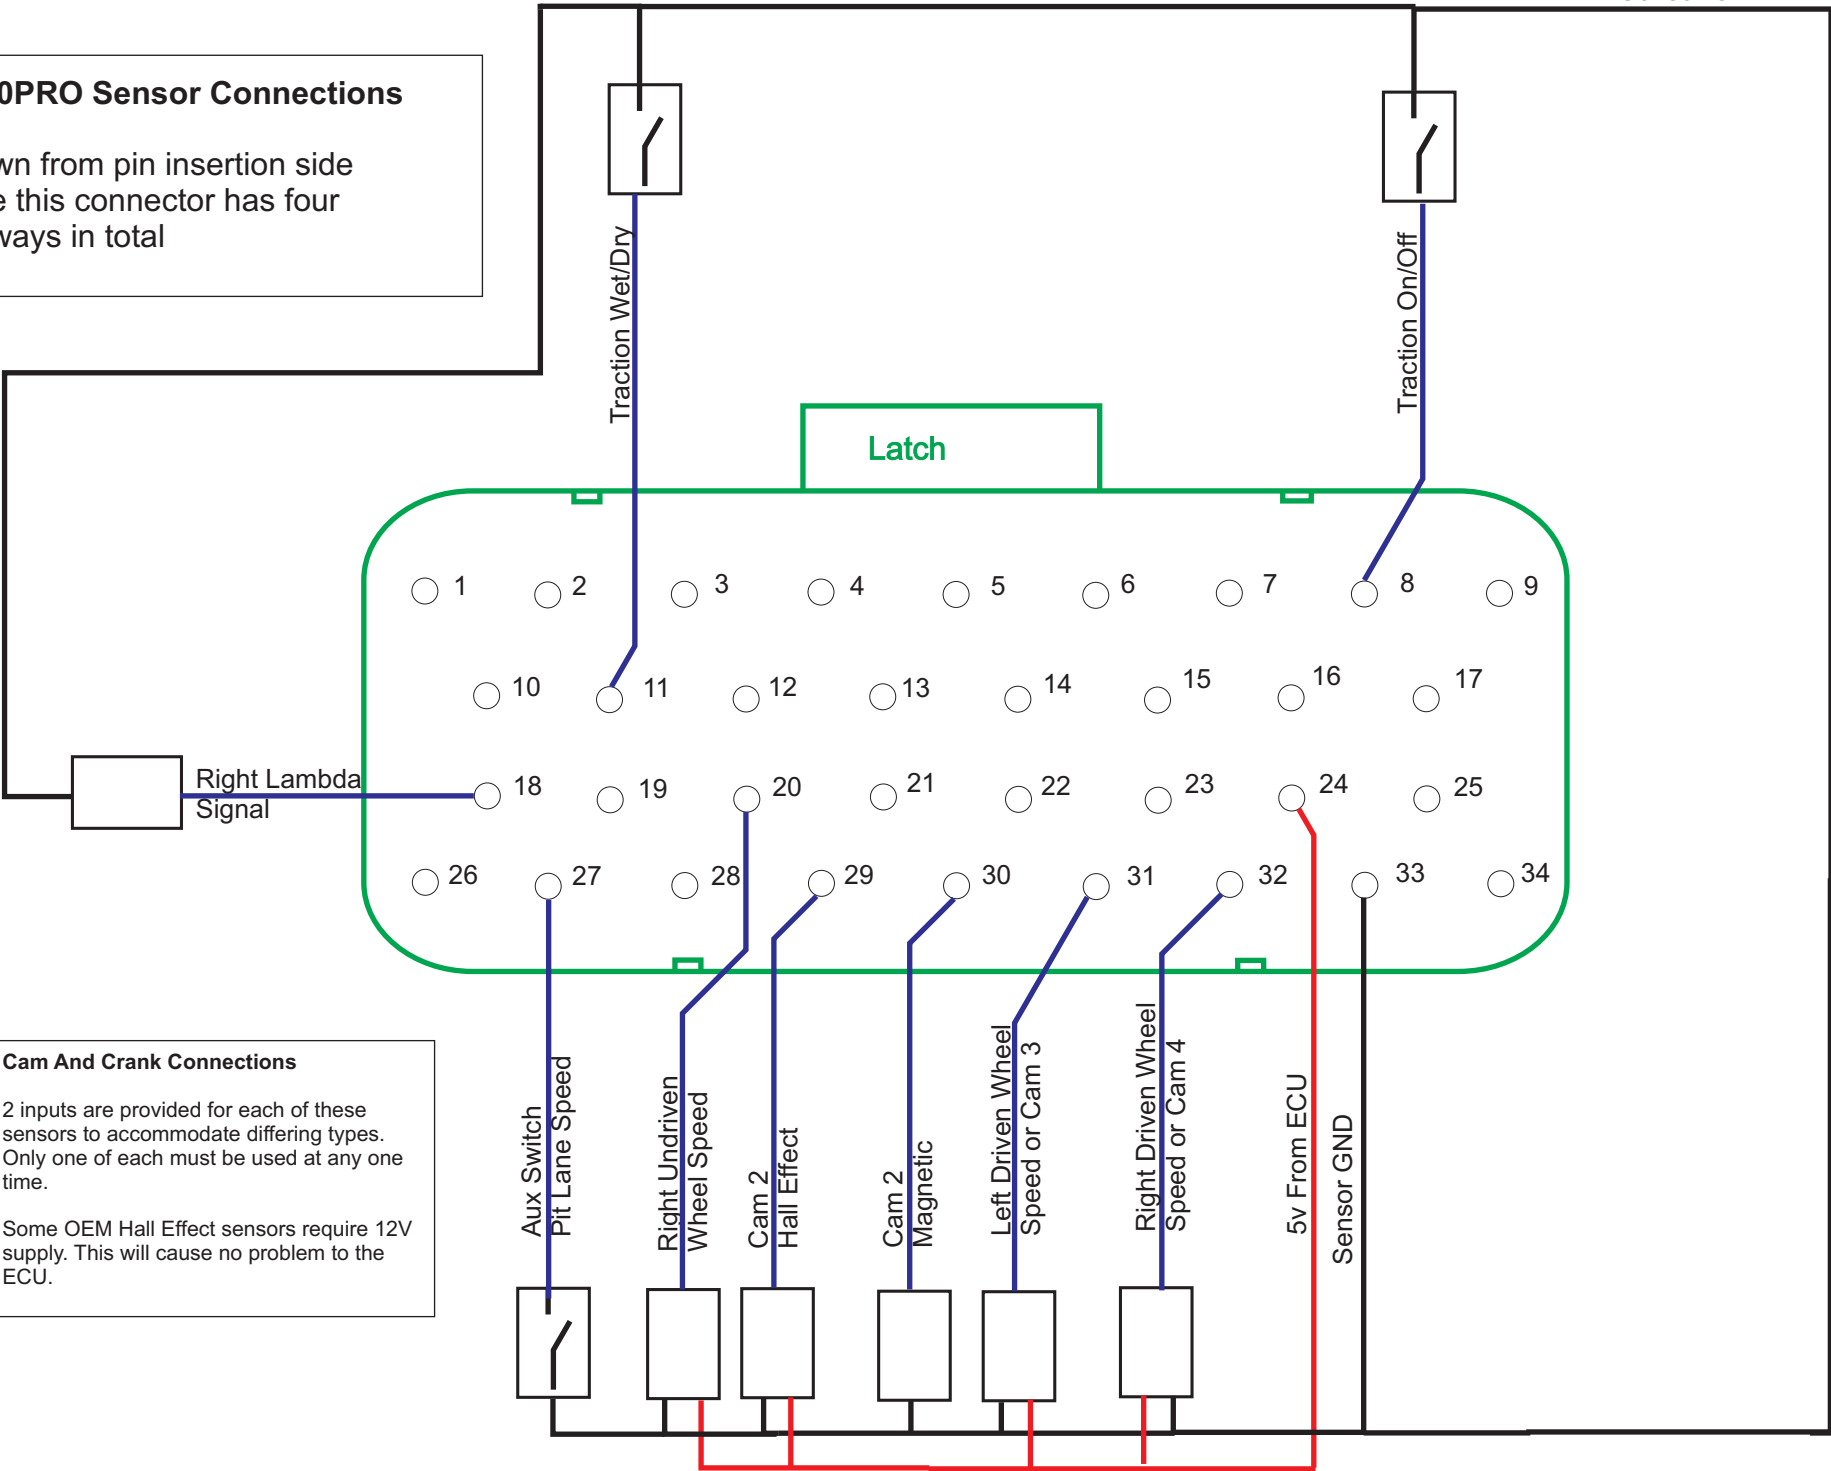 0PRO Sensor Connections
wn from pin insertion side
e this connector has four
ways in total
Traction Wet/Dry
Traction On/Off
Latch
1 2 3 4 5 6 7 8 9
10 11 12 13 14 15 16 17
Right Lambda
Signal
18 19 20 21 22 23 24 25
26 27 28 29 30 31 32 33 34
Cam And Crank Connections
2 inputs are provided for each of these
sensors to accommodate differing types.
Only one of each must be used at any one
time.
Some OEM Hall Effect sensors require 12V
supply. This will cause no problem to the
ECU.
Aux Switch
Pit Lane Speed
Right Undriven
Wheel Speed
Cam 2
Hall Effect
Cam 2
Magnetic
Left Driven Wheel
Speed or Cam 3
Right Driven Wheel
Speed or Cam 4
5v From ECU
Sensor GND